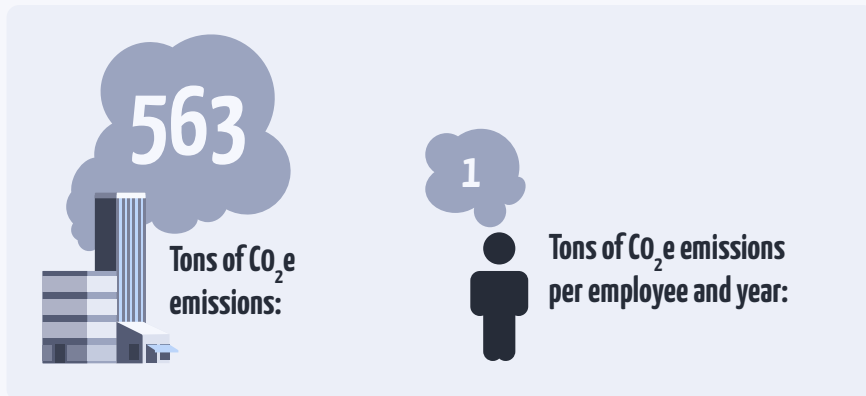 563
Tons of CO₂e
emissions:
1
Tons of CO₂e emissions
per employee and year: